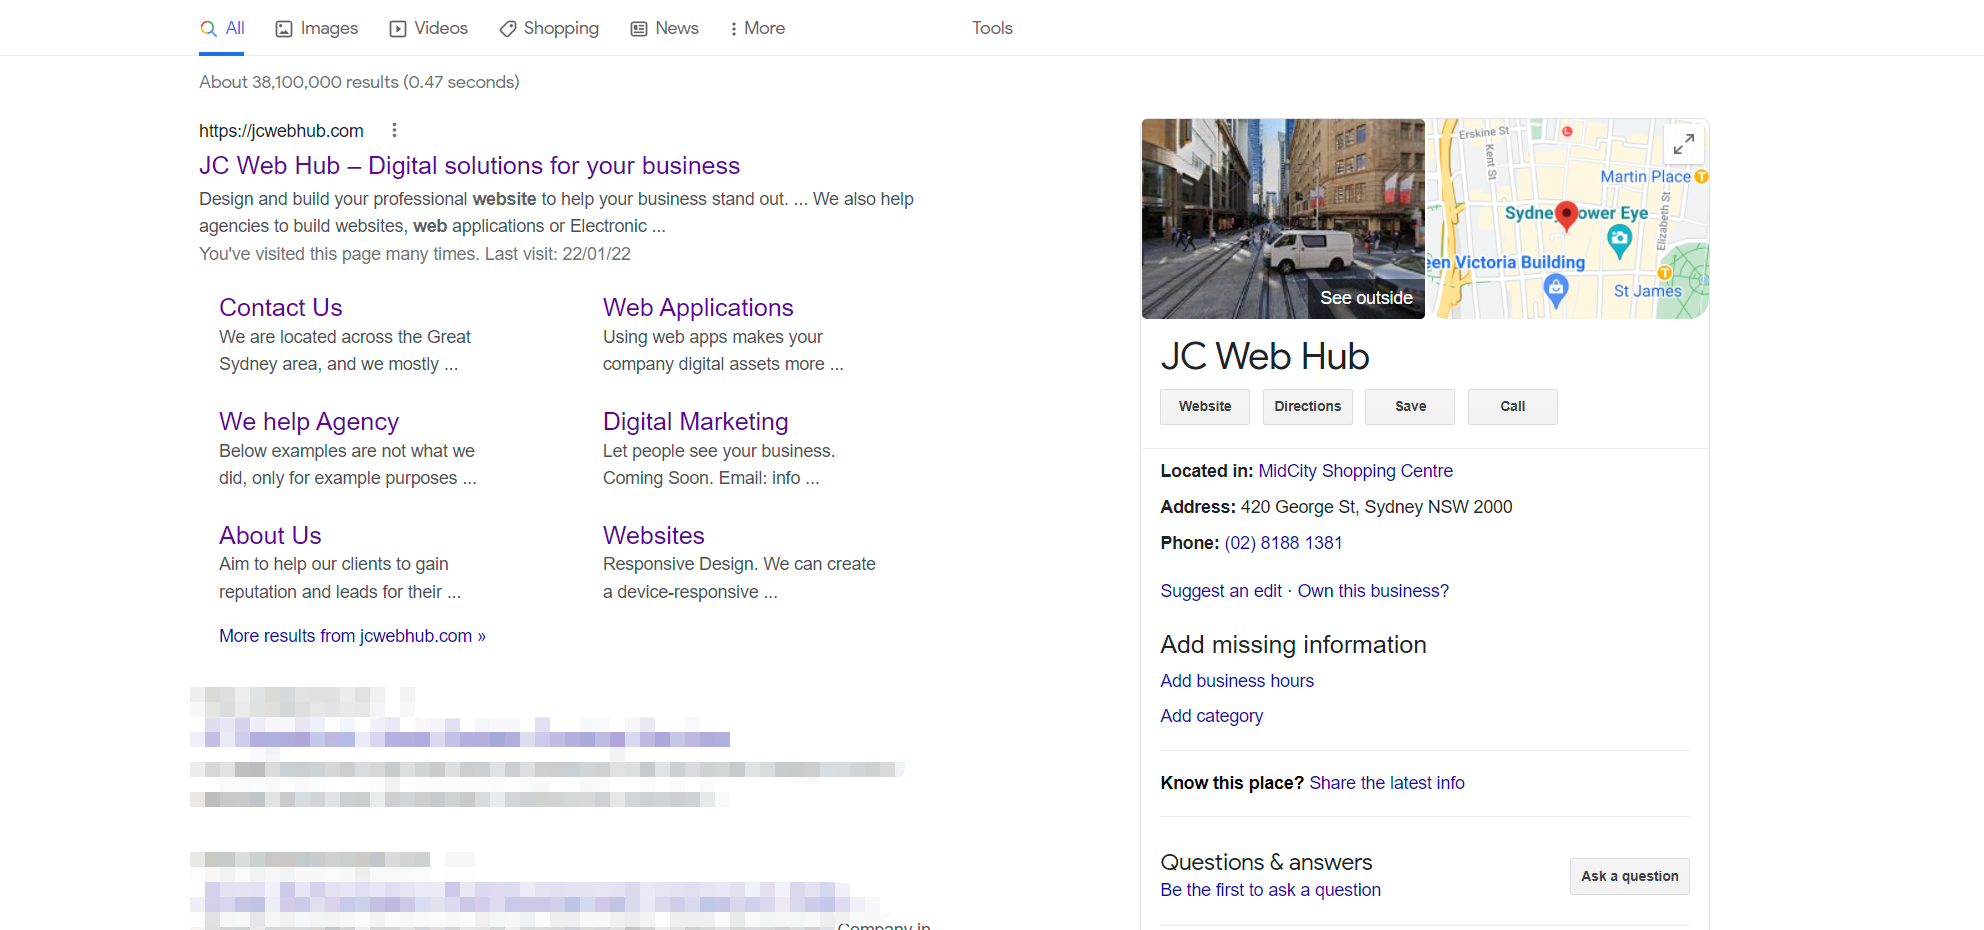 All Images Videos Shopping News More Tools
About 38,100,000 results (0.47 seconds)
https://jcwebhub.com
JC Web Hub – Digital solutions for your business
Design and build your professional website to help your business stand out. ... We also help
agencies to build websites, web applications or Electronic ...
You've visited this page many times. Last visit: 22/01/22
Contact Us
We are located across the Great
Sydney area, and we mostly ...
Web Applications
Using web apps makes your
company digital assets more ...
We help Agency
Below examples are not what we
did, only for example purposes ...
Digital Marketing
Let people see your business.
Coming Soon. Email: info ...
About Us
Aim to help our clients to gain
reputation and leads for their ...
Websites
Responsive Design. We can create
a device-responsive ...
More results from jcwebhub.com »
Company in
See outside
Erskine St
Kent St
Martin Place
T
L
Sydney Tower Eye
Elizabeth St
een Victoria Building
T
St James
JC Web Hub
Website Directions Save Call
Located in: MidCity Shopping Centre
Address: 420 George St, Sydney NSW 2000
Phone: (02) 8188 1381
Suggest an edit · Own this business?
Add missing information
Add business hours
Add category
Know this place? Share the latest info
Questions & answers
Be the first to ask a question
Ask a question